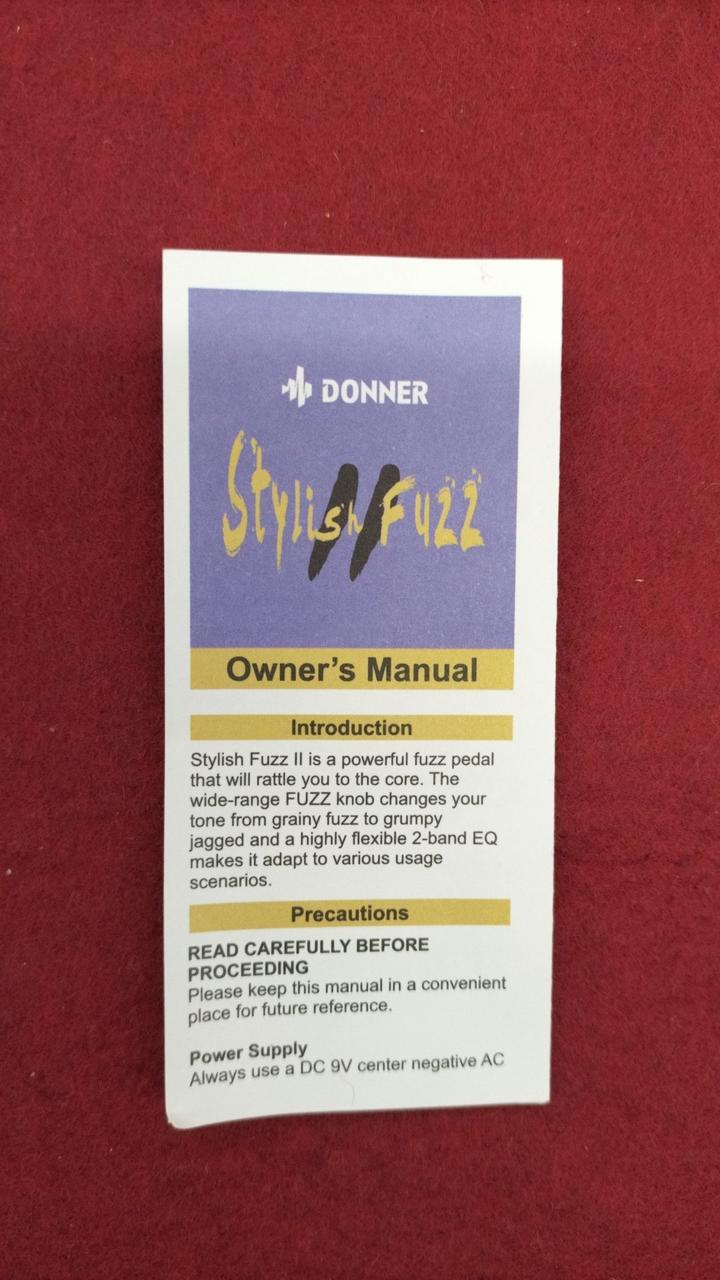 DONNER
Stylish Fuzz
Owner's Manual
Introduction
Stylish Fuzz II is a powerful fuzz pedal
that will rattle you to the core. The
wide-range FUZZ knob changes your
tone from grainy fuzz to grumpy
jagged and a highly flexible 2-band EQ
makes it adapt to various usage
scenarios.
Precautions
READ CAREFULLY BEFORE
PROCEEDING
Please keep this manual in a convenient
place for future reference.
Power Supply
Always use a DC 9V center negative AC